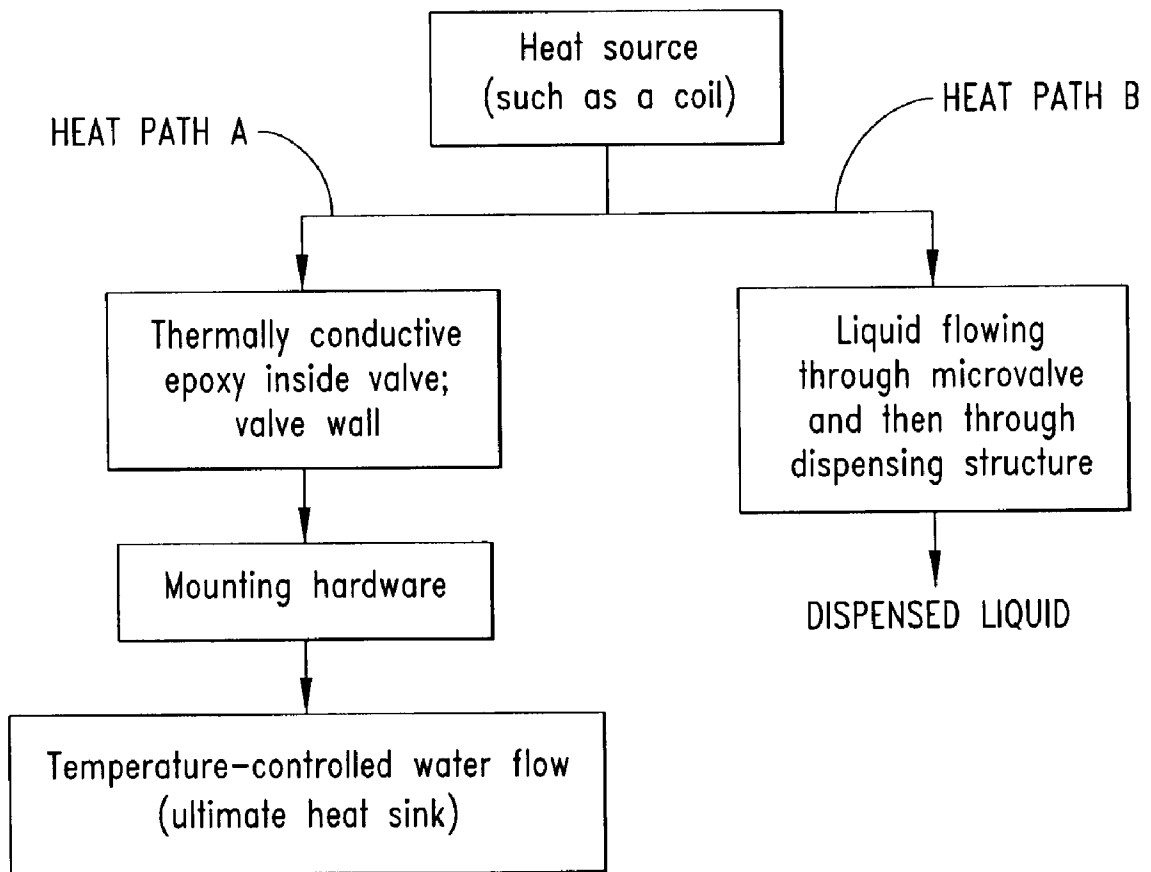 Heat source
(such as a coil)
HEAT PATH A
HEAT PATH B
Thermally conductive
epoxy inside valve;
valve wall
Liquid flowing
through microvalve
and then through
dispensing structure
Mounting hardware
DISPENSED LIQUID
Temperature-controlled water flow
(ultimate heat sink)